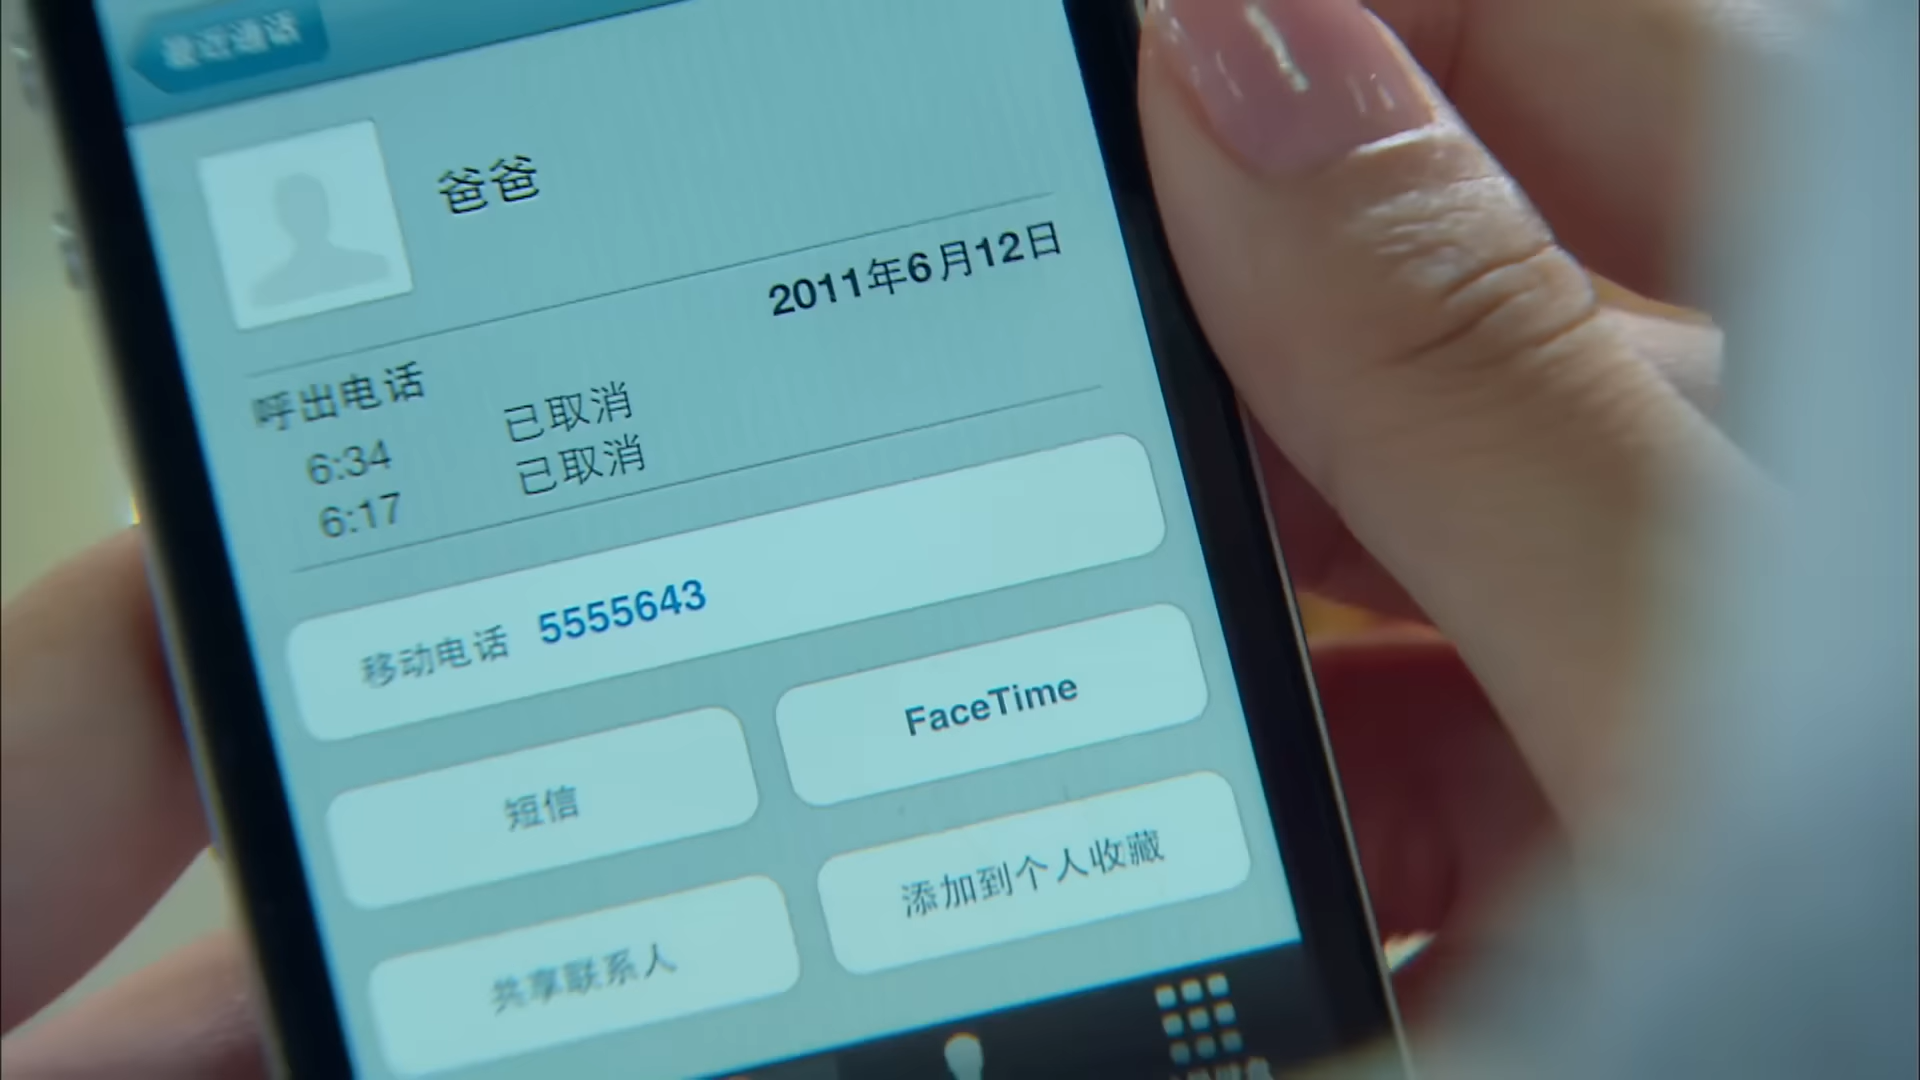 最近通话
爸爸
2011年6月12日
呼出电话
6:34 已取消
6:17 已取消
移动电话 5555643
短信
FaceTime
共享联系人
添加到个人收藏